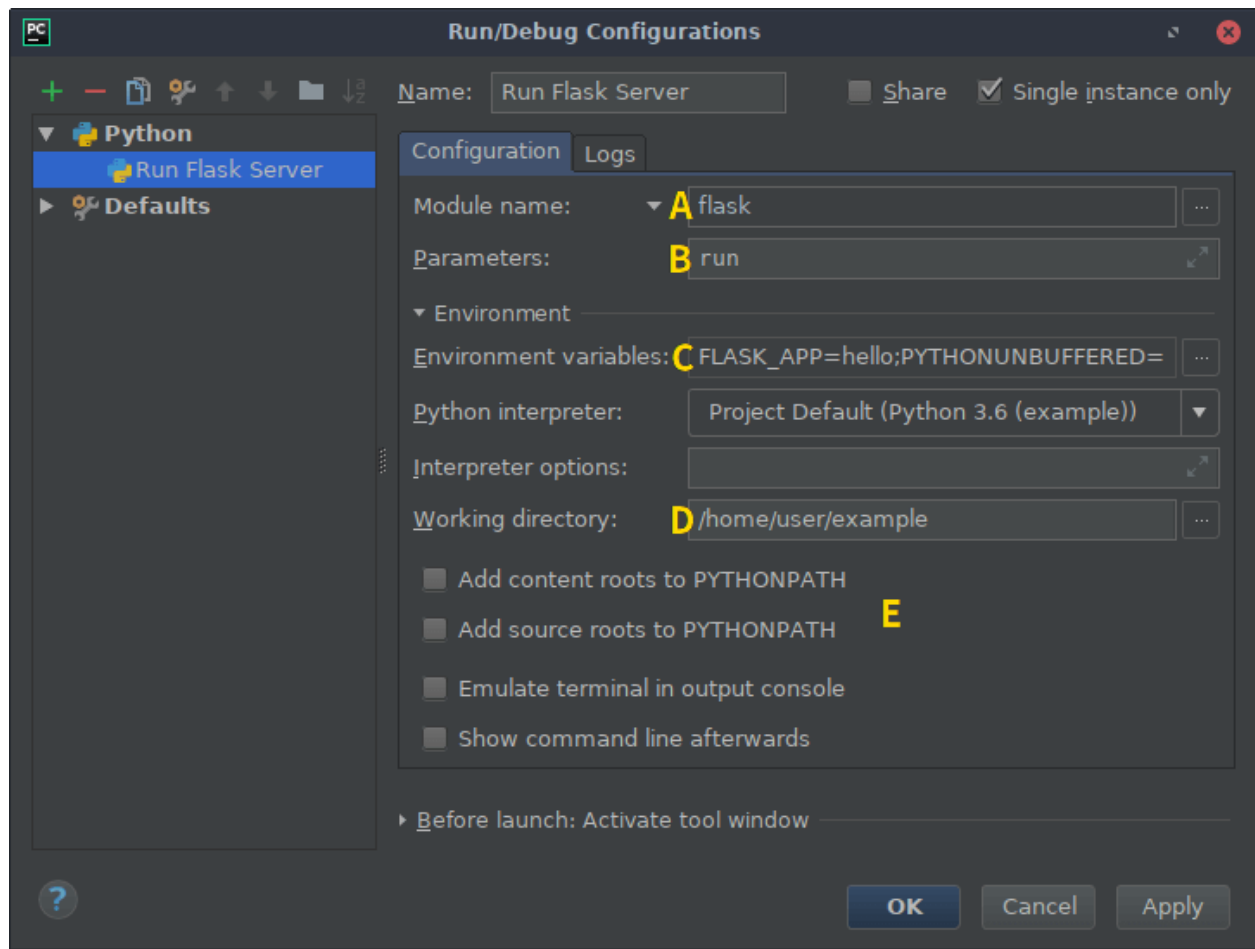 PC
Run/Debug Configurations
Name: Run Flask Server Share Single instance only
Python
Run Flask Server
Defaults
Configuration Logs
Module name: A flask ...
Parameters: B run
Environment
Environment variables: C FLASK_APP=hello;PYTHONUNBUFFERED= ...
Python interpreter: Project Default (Python 3.6 (example))
Interpreter options:
Working directory: D /home/user/example ...
Add content roots to PYTHONPATH
E
Add source roots to PYTHONPATH
Emulate terminal in output console
Show command line afterwards
Before launch: Activate tool window
? OK Cancel Apply